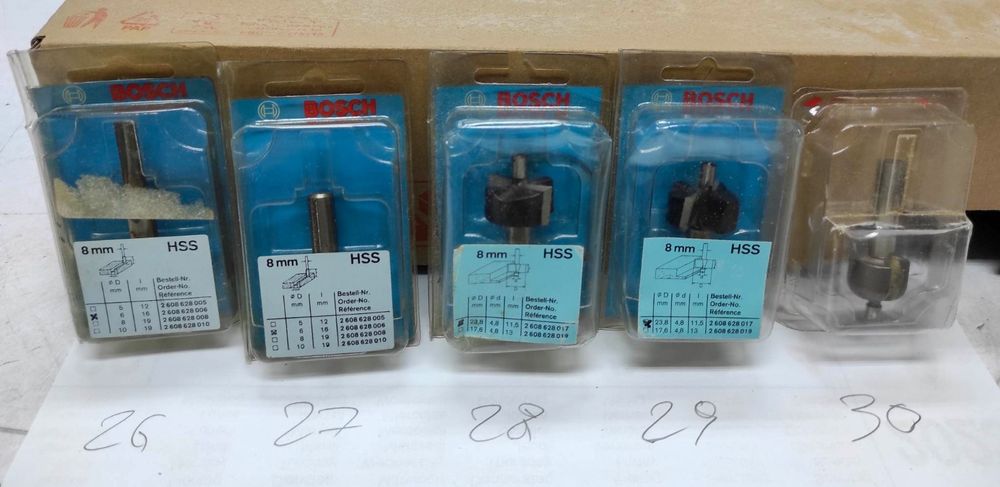 PAP
BOSCH
8 mm HSS
ø D mm l mm Bestell-Nr. Order-No. Référence
5 12 2 608 628 005
6 16 2 608 628 006
8 19 2 608 628 008
10 19 2 608 628 010
BOSCH
8 mm HSS
ø D mm l mm Bestell-Nr. Order-No. Référence
5 12 2 608 628 005
6 16 2 608 628 006
8 19 2 608 628 008
10 19 2 608 628 010
BOSCH
8 mm HSS
ø D mm ø d mm l mm Bestell-Nr. Order-No. Référence
23,8 4,8 11,5 2 608 628 017
17,6 4,8 13 2 608 628 019
BOSCH
8 mm HSS
ø D mm ø d mm l mm Bestell-Nr. Order-No. Référence
23,8 4,8 11,5 2 608 628 017
17,6 4,8 13 2 608 628 019
26 27 28 29 30